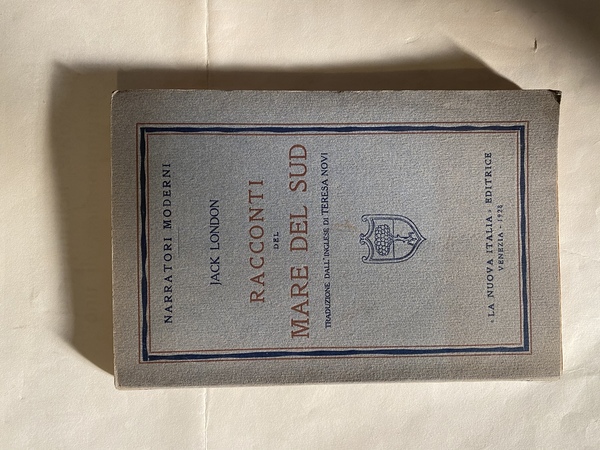 NARRATORI MODERNI
JACK LONDON
RACCONTI
DEL
MARE DEL SUD
TRADUZIONE DALL'INGLESE DI TERESA NOVI
« LA NUOVA ITALIA » EDITRICE
VENEZIA - 1928